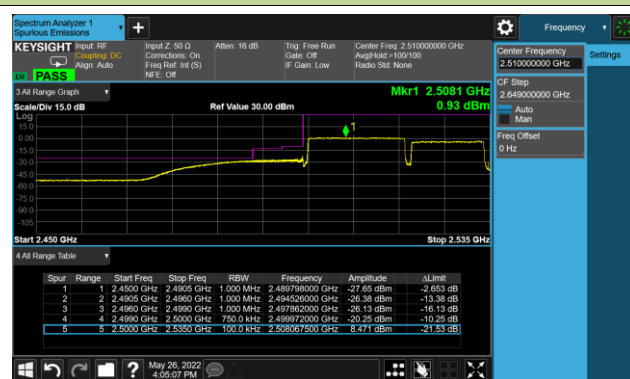 Spectrum Analyzer 1
Spurious Emissions
Frequency
KEYSIGHT
Input: RF
Coupling: DC
Align: Auto
Input Z: 50 Ω
Corrections: On
Freq Ref: Int (S)
NFE: Off
Atten: 16 dB
Trig: Free Run
Gate: Off
IF Gain: Low
Center Freq: 2.510000000 GHz
Avg|Hold:>100/100
Radio Std: None
LV PASS
Center Frequency
2.510000000 GHz
Settings
CF Step
2.649000000 GHz
Auto
Man
Freq Offset
0 Hz
3 All Range Graph
Mkr1 2.5081 GHz
Scale/Div 15.0 dB
Ref Value 30.00 dBm
0.93 dBm
Log
15.0
0.00
-15.0
-30.0
-45.0
-60.0
-75.0
-90.0
-105
1
Start 2.450 GHz
Stop 2.535 GHz
4 All Range Table
Spur Range Start Freq Stop Freq RBW Frequency Amplitude ΔLimit
1 1 2.4500 GHz 2.4905 GHz 1.000 MHz 2.489798000 GHz -27.65 dBm -2.653 dB
2 2 2.4905 GHz 2.4960 GHz 1.000 MHz 2.494526000 GHz -26.38 dBm -13.38 dB
3 3 2.4960 GHz 2.4990 GHz 1.000 MHz 2.497862000 GHz -26.13 dBm -16.13 dB
4 4 2.4990 GHz 2.5000 GHz 750.0 kHz 2.499972000 GHz -20.25 dBm -10.25 dB
5 5 2.5000 GHz 2.5350 GHz 100.0 kHz 2.508067000 GHz 8.471 dBm -21.53 dB
May 26, 2022
4:05:07 PM